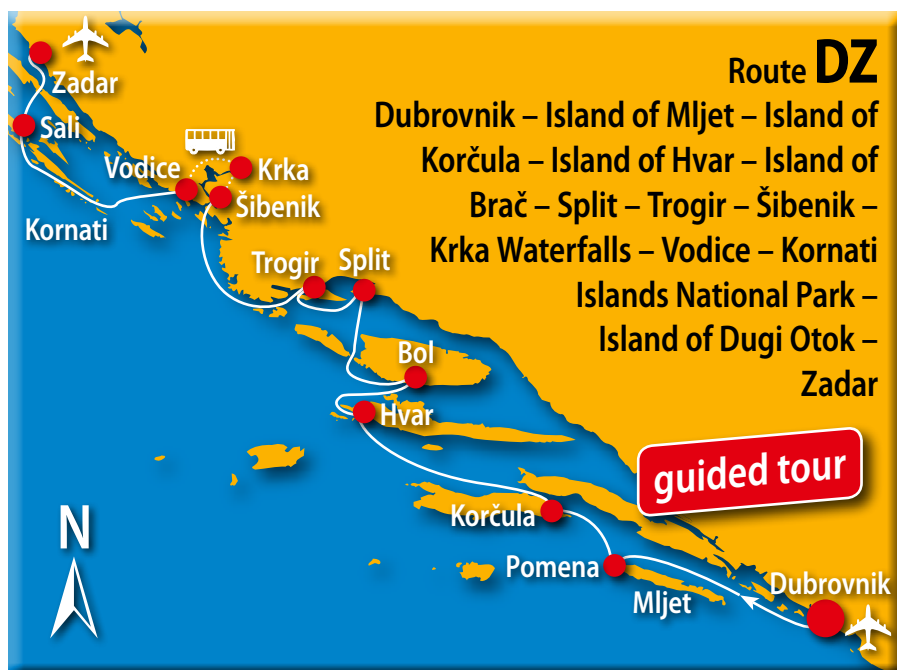 Route DZ
Dubrovnik – Island of Mljet – Island of
Korčula – Island of Hvar – Island of
Brač – Split – Trogir – Šibenik –
Krka Waterfalls – Vodice – Kornati
Islands National Park –
Island of Dugi Otok –
Zadar
guided tour
Zadar
Sali
Vodice
Krka
Šibenik
Kornati
Trogir
Split
Bol
Hvar
Korčula
Pomena
Mljet
Dubrovnik
N